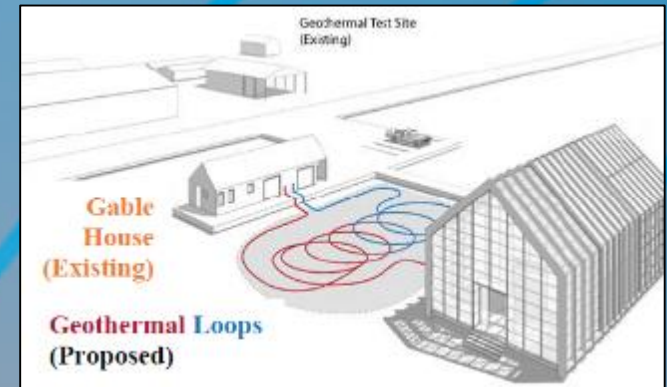 Geothermal Test Site
(Existing)
Gable
House
(Existing)
Geothermal Loops
(Proposed)